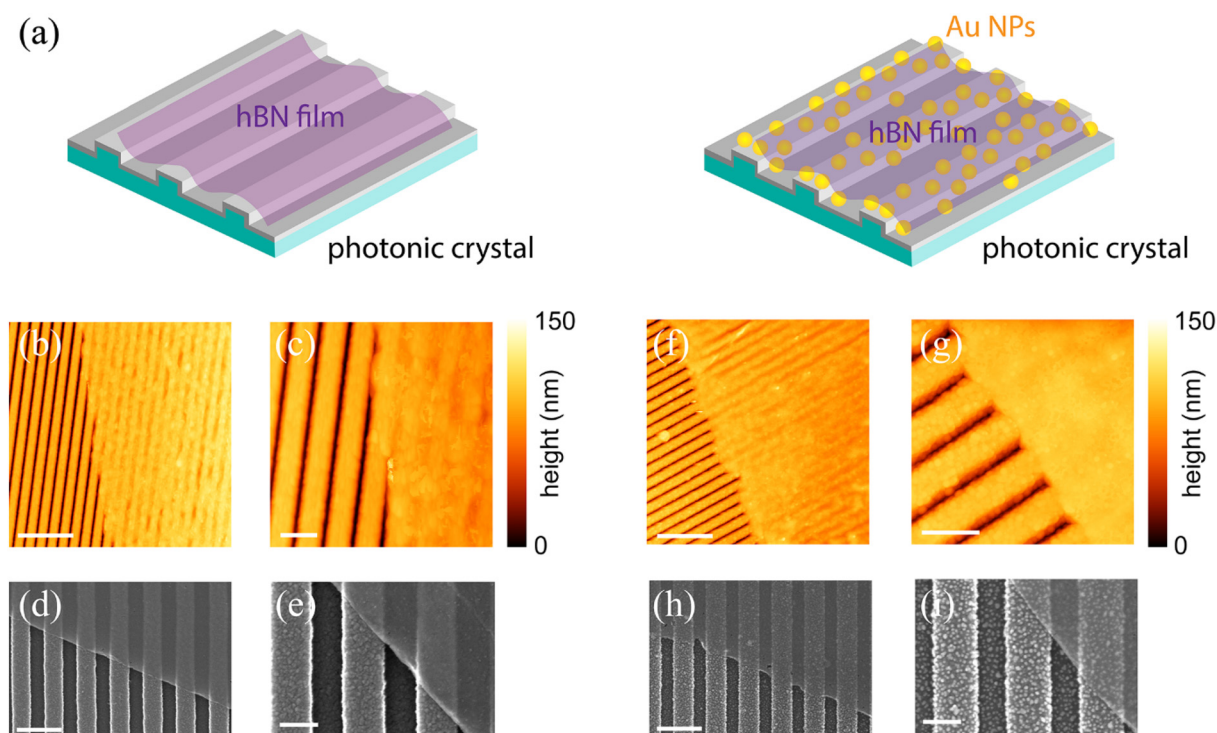 (a)
Au NPs
hBN film
hBN film
photonic crystal
photonic crystal
(b)
(c)
150
height (nm)
0
(f)
(g)
150
height (nm)
0
(d)
(e)
(h)
(i)